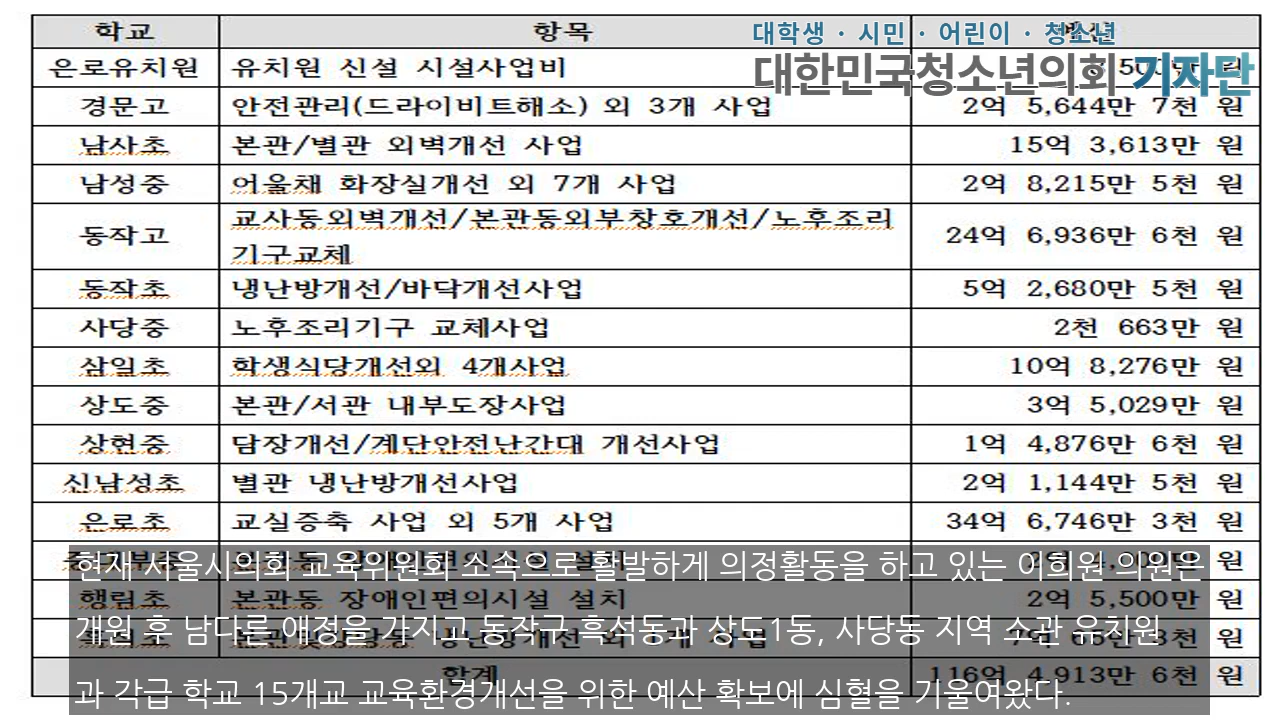 학교 항목
대학생 · 시민 · 어린이 · 청소년
대한민국청소년의회 기자단
은로유치원 유치원 신설 시설사업비 원
경문고 안전관리(드라이비트해소) 외 3개 사업 2억 5,644만 7천 원
남사초 본관/별관 외벽개선 사업 15억 3,613만 원
남성중 어울채 화장실개선 외 7개 사업 2억 8,215만 5천 원
동작고 교사동외벽개선/본관동외부창호개선/노후조리 24억 6,936만 6천 원
기구교체
동작초 냉난방개선/바닥개선사업 5억 2,680만 5천 원
사당중 노후조리기구 교체사업 2천 663만 원
삼일초 학생식당개선외 4개사업 10억 8,276만 원
상도중 본관/서관 내부도장사업 3억 5,029만 원
상현중 담장개선/계단안전난간대 개선사업 1억 4,876만 6천 원
신남성초 별관 냉난방개선사업 2억 1,144만 5천 원
은로초 교실증축 사업 외 5개 사업 34억 6,746만 3천 원
현재 서울시의회 교육위원회 소속으로 활발하게 의정활동을 하고 있는 이희원 의원은
행림초 본관동 장애인편의시설 설치 2억 5,500만 원
개원 후 남다른 애정을 가지고 동작구 흑석동과 상도1동, 사당동 지역 소관 유치원
합계 116억 4,913만 6천 원
과 각급 학교 15개교 교육환경개선을 위한 예산 확보에 심혈을 기울여왔다.